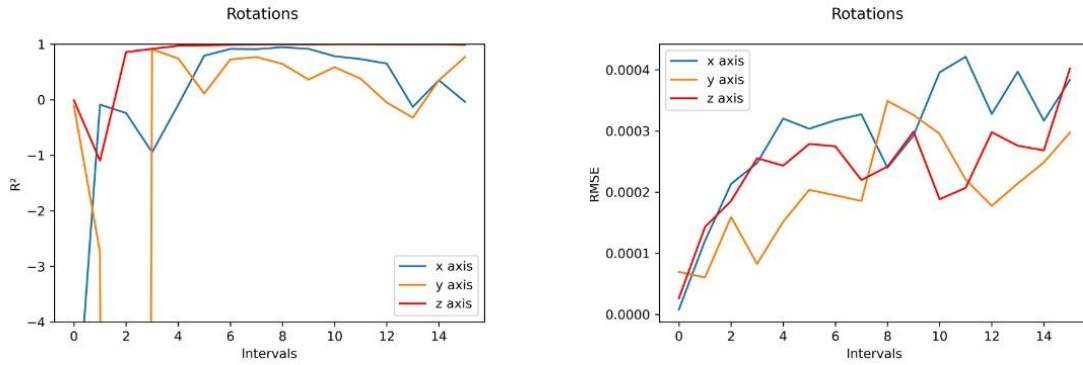 Rotations
1
0
−1
−2
−3
−4
R²
x axis
y axis
z axis
0 2 4 6 8 10 12 14
Intervals
Rotations
x axis
y axis
z axis
0.0004
0.0003
0.0002
0.0001
0.0000
RMSE
0 2 4 6 8 10 12 14
Intervals